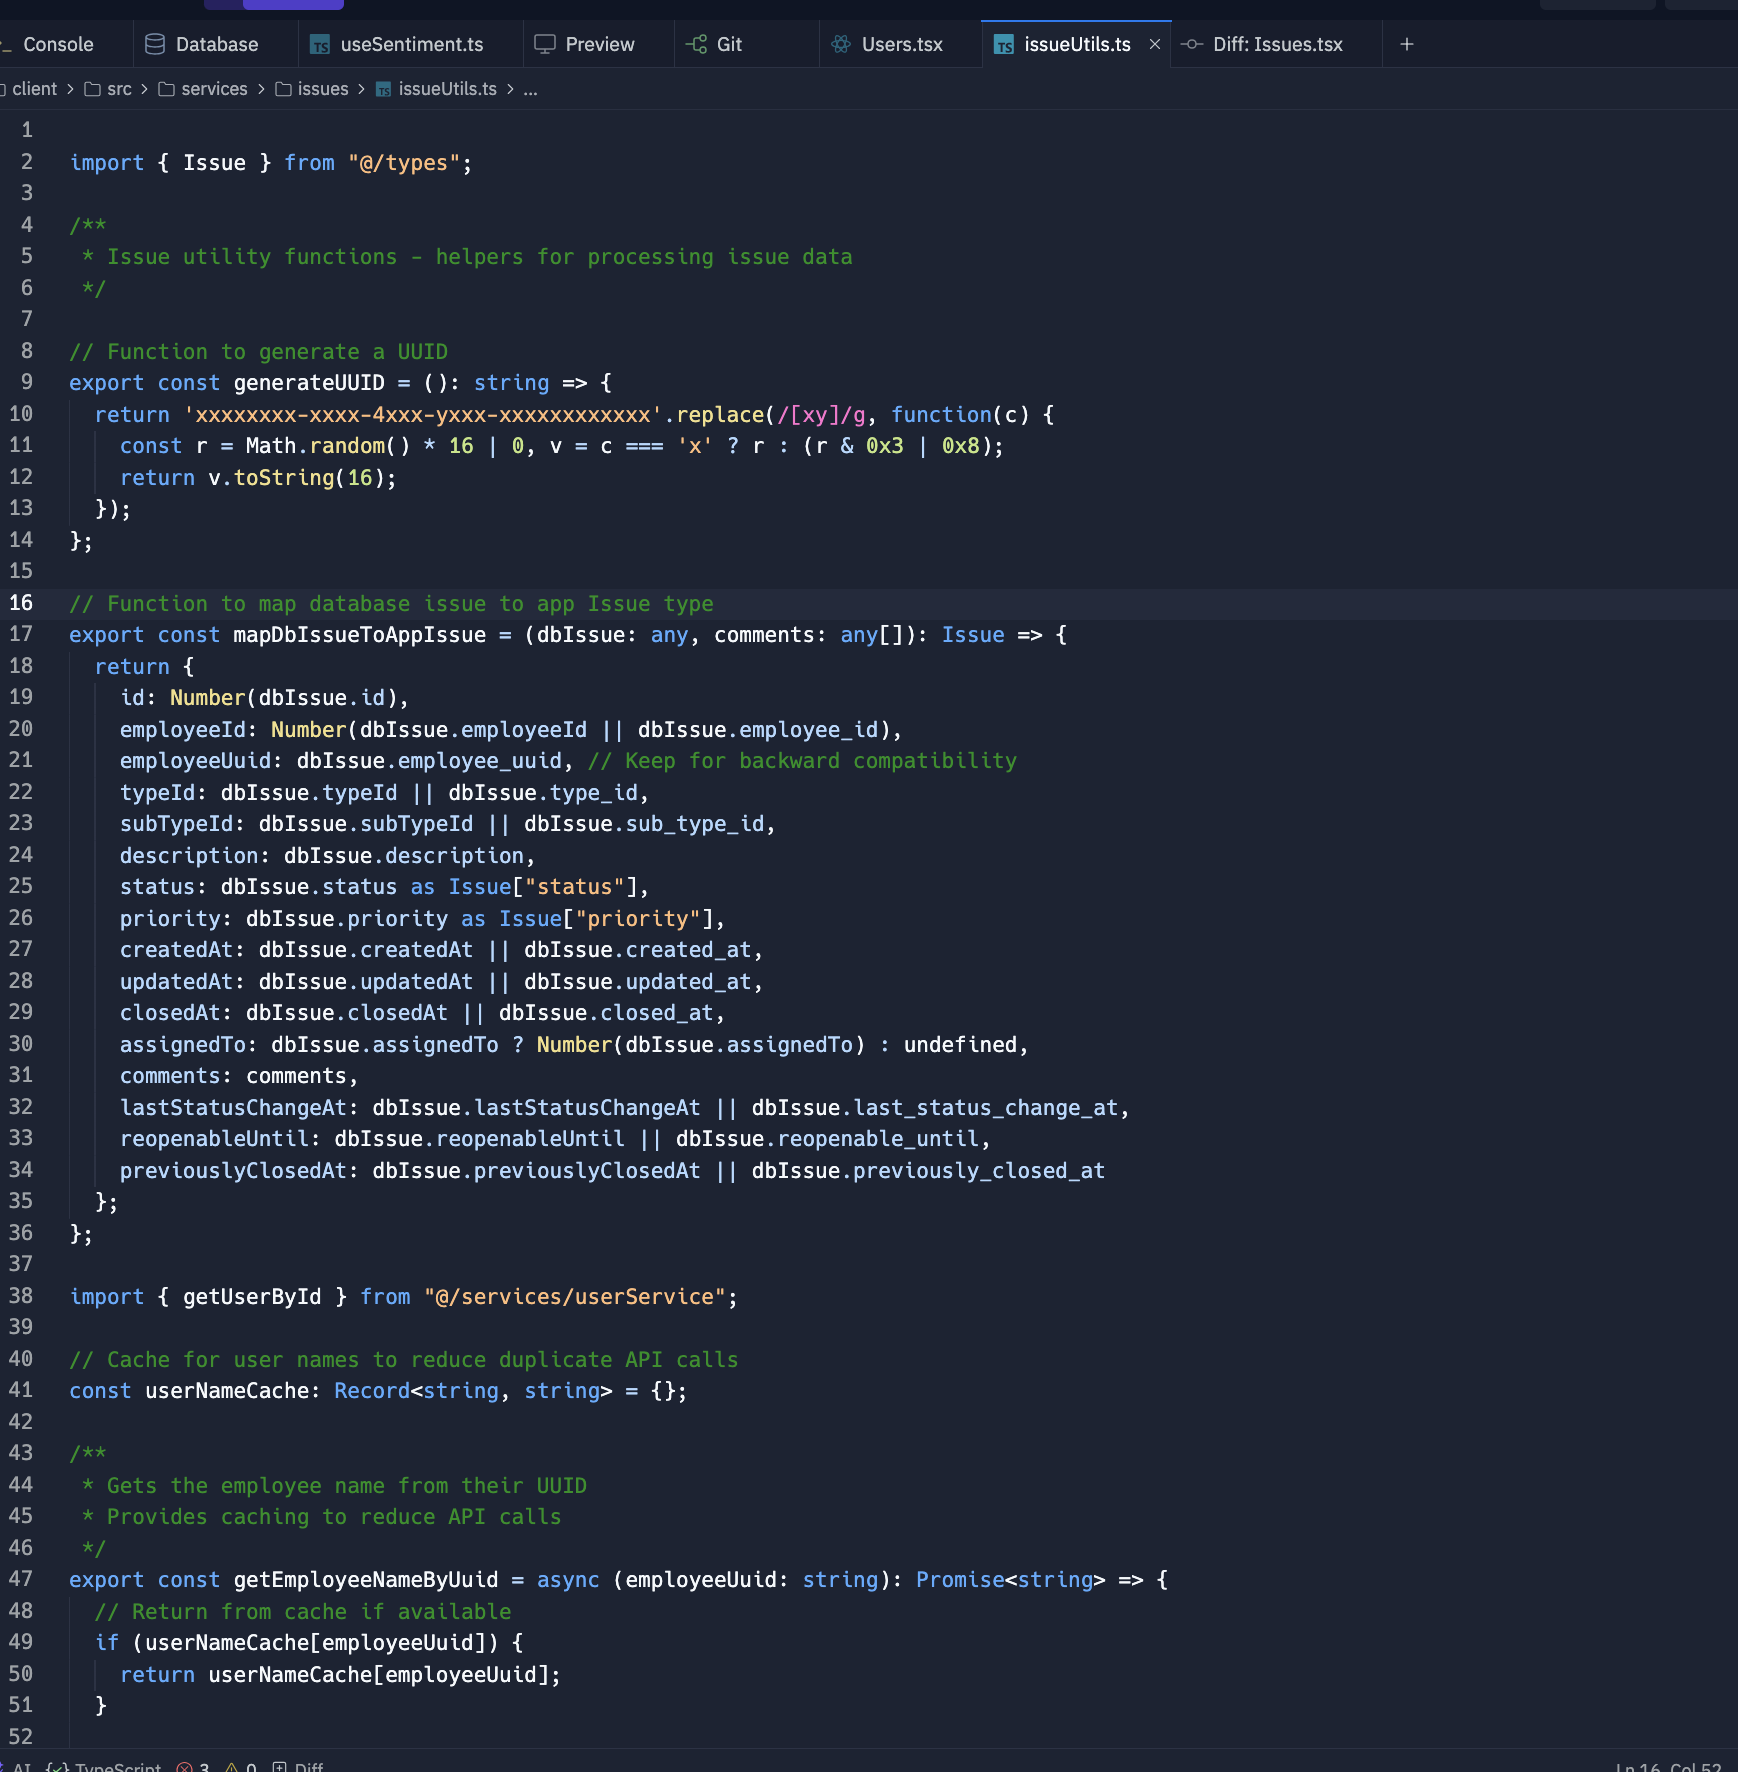 Console Database TS useSentiment.ts Preview Git Users.tsx TS issueUtils.ts × Diff: Issues.tsx +
client > src > services > issues > TS issueUtils.ts > ...
1
2 import { Issue } from "@/types";
3
4 /**
5  * Issue utility functions - helpers for processing issue data
6  */
7
8 // Function to generate a UUID
9 export const generateUUID = (): string => {
10   return 'xxxxxxxx-xxxx-4xxx-yxxx-xxxxxxxxxxxx'.replace(/[xy]/g, function(c) {
11     const r = Math.random() * 16 | 0, v = c === 'x' ? r : (r & 0x3 | 0x8);
12     return v.toString(16);
13   });
14 };
15
16 // Function to map database issue to app Issue type
17 export const mapDbIssueToAppIssue = (dbIssue: any, comments: any[]): Issue => {
18   return {
19     id: Number(dbIssue.id),
20     employeeId: Number(dbIssue.employeeId || dbIssue.employee_id),
21     employeeUuid: dbIssue.employee_uuid, // Keep for backward compatibility
22     typeId: dbIssue.typeId || dbIssue.type_id,
23     subTypeId: dbIssue.subTypeId || dbIssue.sub_type_id,
24     description: dbIssue.description,
25     status: dbIssue.status as Issue["status"],
26     priority: dbIssue.priority as Issue["priority"],
27     createdAt: dbIssue.createdAt || dbIssue.created_at,
28     updatedAt: dbIssue.updatedAt || dbIssue.updated_at,
29     closedAt: dbIssue.closedAt || dbIssue.closed_at,
30     assignedTo: dbIssue.assignedTo ? Number(dbIssue.assignedTo) : undefined,
31     comments: comments,
32     lastStatusChangeAt: dbIssue.lastStatusChangeAt || dbIssue.last_status_change_at,
33     reopenableUntil: dbIssue.reopenableUntil || dbIssue.reopenable_until,
34     previouslyClosedAt: dbIssue.previouslyClosedAt || dbIssue.previously_closed_at
35   };
36 };
37
38 import { getUserById } from "@/services/userService";
39
40 // Cache for user names to reduce duplicate API calls
41 const userNameCache: Record<string, string> = {};
42
43 /**
44  * Gets the employee name from their UUID
45  * Provides caching to reduce API calls
46  */
47 export const getEmployeeNameByUuid = async (employeeUuid: string): Promise<string> => {
48   // Return from cache if available
49   if (userNameCache[employeeUuid]) {
50     return userNameCache[employeeUuid];
51   }
52
AI TypeScript 3 0 Diff Ln 16, Col 52